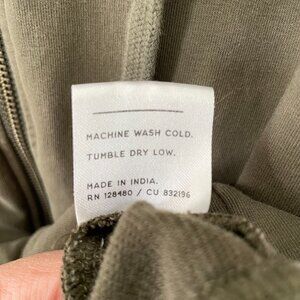 MACHINE WASH COLD.
TUMBLE DRY LOW.
MADE IN INDIA.
RN 128480 / CU 832196